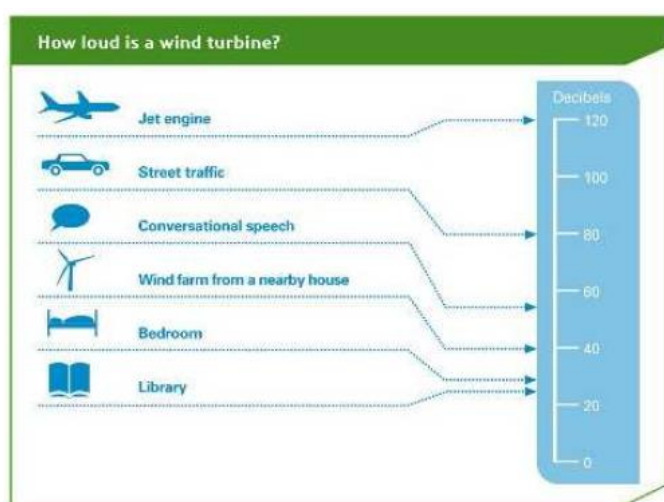 How loud is a wind turbine?
Decibels
Jet engine
120
Street traffic
100
Conversational speech
80
Wind farm from a nearby house
60
Bedroom
40
Library
20
0